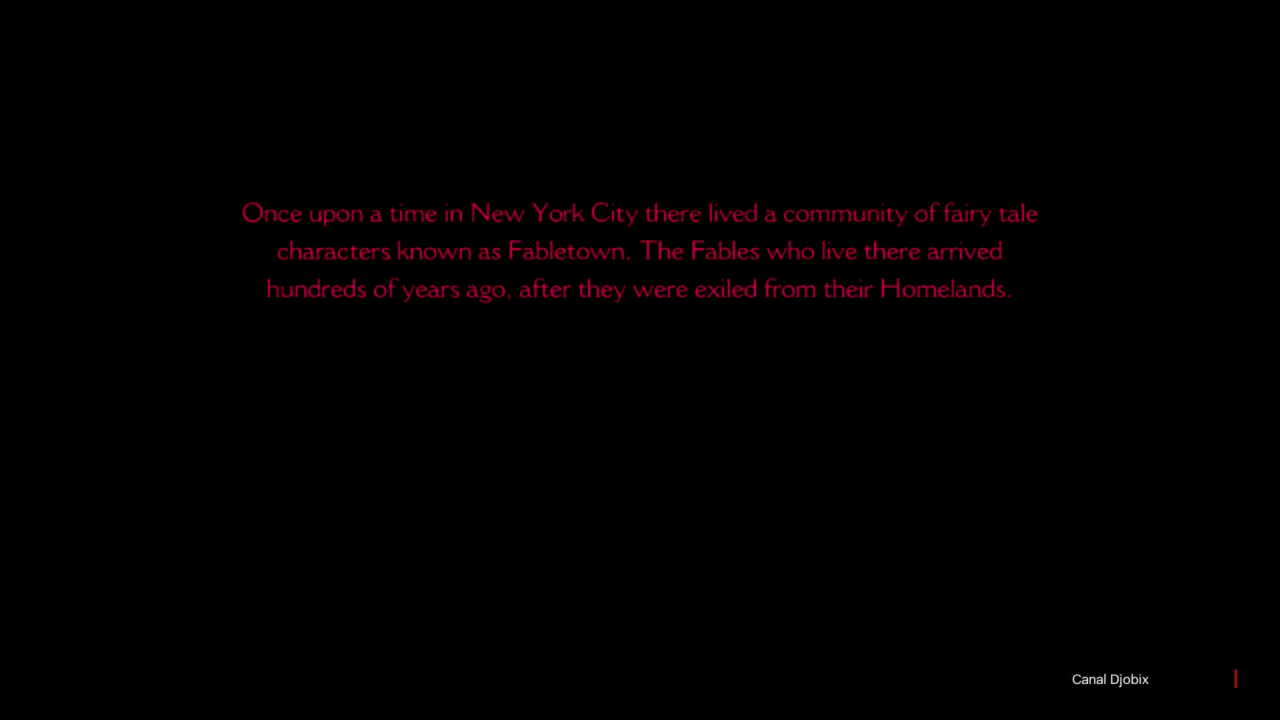 Once upon a time in New York City there lived a community of fairy tale
characters known as Fabletown. The Fables who live there arrived
hundreds of years ago, after they were exiled from their Homelands.
Canal Djobix